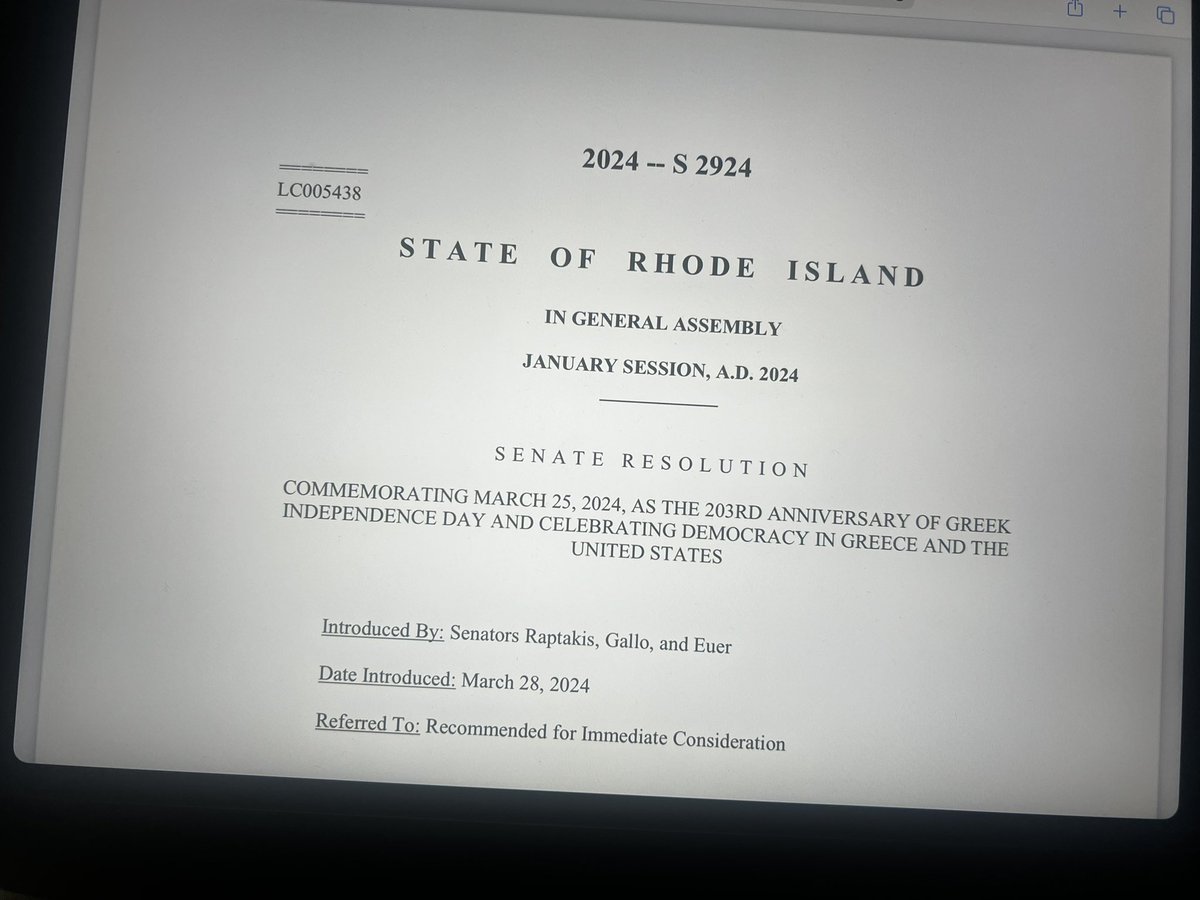 2024 -- S 2924
========
LC005438
========
STATE OF RHODE ISLAND
IN GENERAL ASSEMBLY
JANUARY SESSION, A.D. 2024
____________
SENATE RESOLUTION
COMMEMORATING MARCH 25, 2024, AS THE 203RD ANNIVERSARY OF GREEK
INDEPENDENCE DAY AND CELEBRATING DEMOCRACY IN GREECE AND THE
UNITED STATES
Introduced By: Senators Raptakis, Gallo, and Euer
Date Introduced: March 28, 2024
Referred To: Recommended for Immediate Consideration